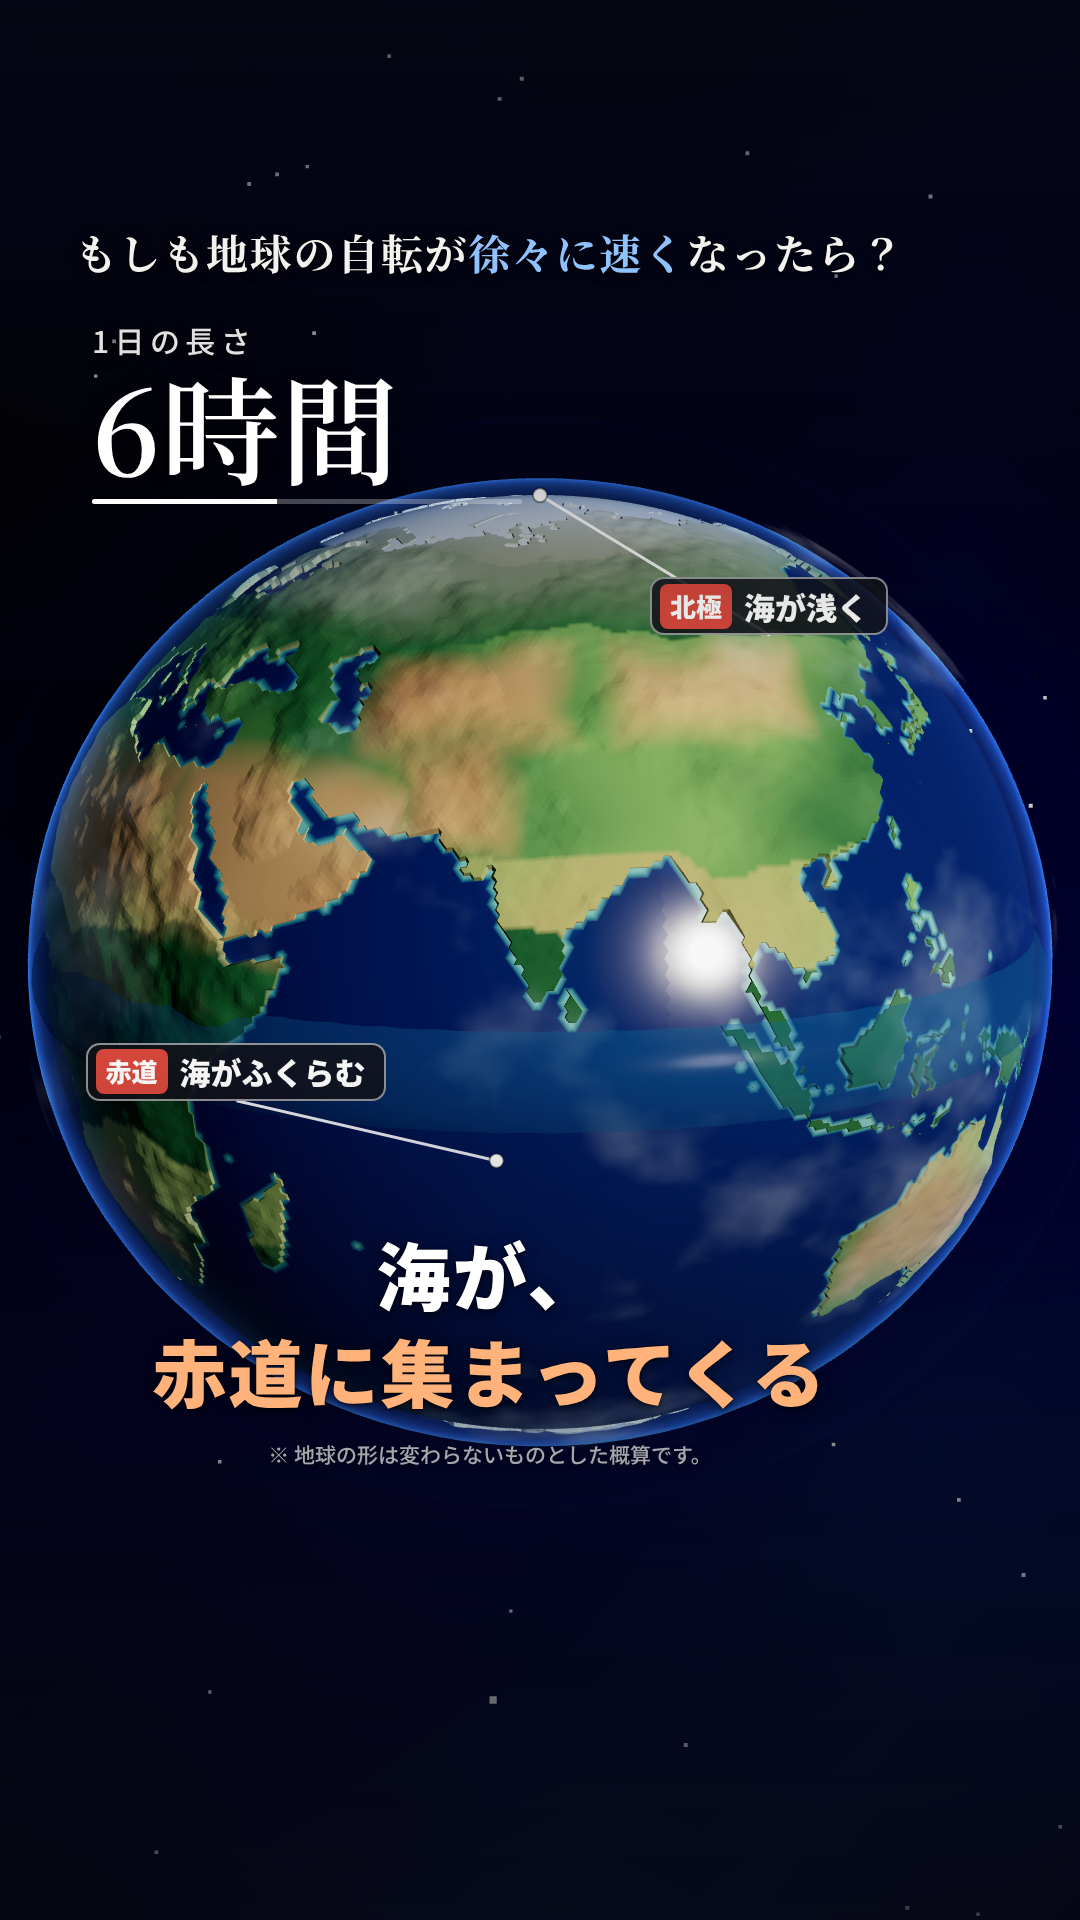 もしも地球の自転が徐々に速くなったら？
1日の長さ
6時間
北極 海が浅く
赤道 海がふくらむ
海が、
赤道に集まってくる
※ 地球の形は変わらないものとした概算です。